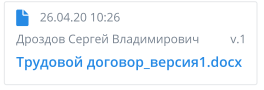 26.04.20 10:26
Дроздов Сергей Владимирович v.1
Трудовой договор_версия1.docx